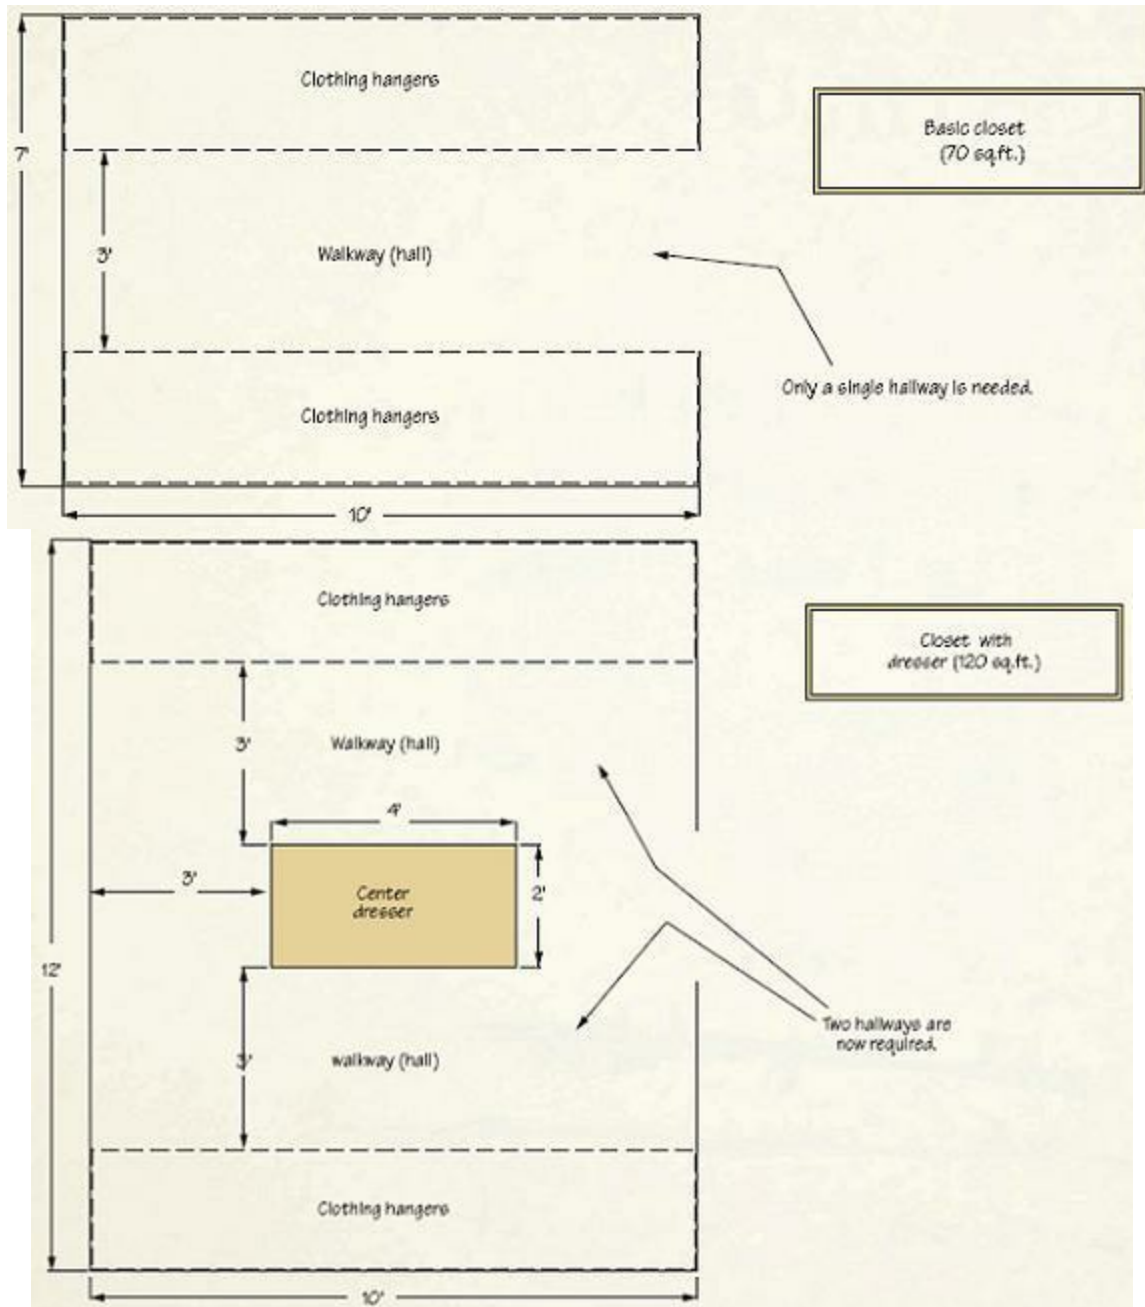 Clothing hangers
Basic closet
(70 sq.ft.)
7'
3'
Walkway (hall)
Only a single hallway is needed.
Clothing hangers
10'
Clothing hangers
Closet with
dresser (120 sq.ft.)
3'
Walkway (hall)
4'
3'
Center
dresser
2'
12'
Two hallways are
now required.
3'
walkway (hall)
Clothing hangers
10'